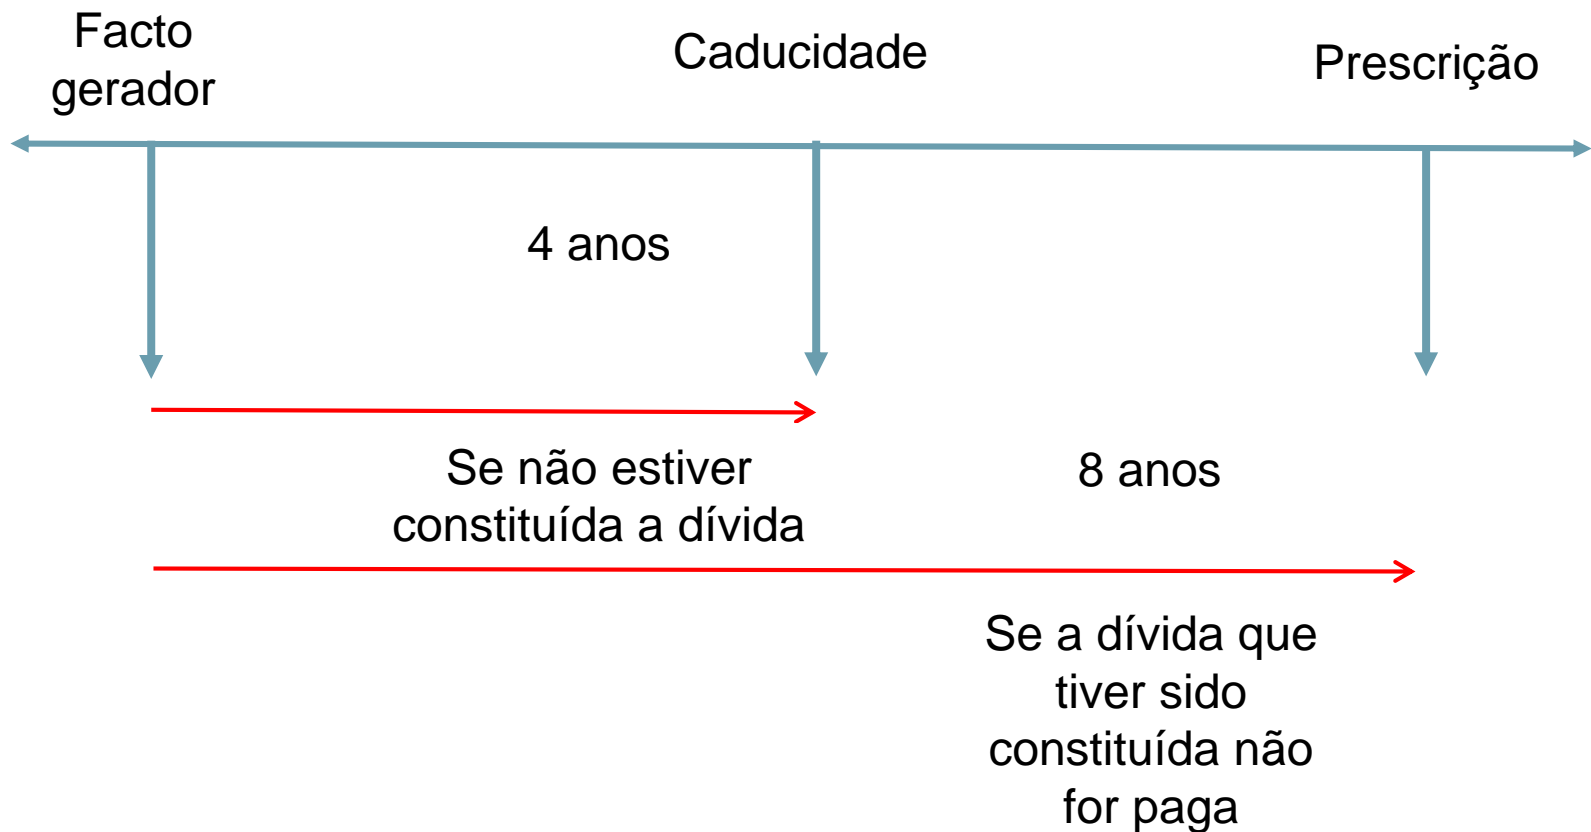 Facto
gerador
Caducidade
Prescrição
4 anos
Se não estiver
constituída a dívida
8 anos
Se a dívida que
tiver sido
constituída não
for paga